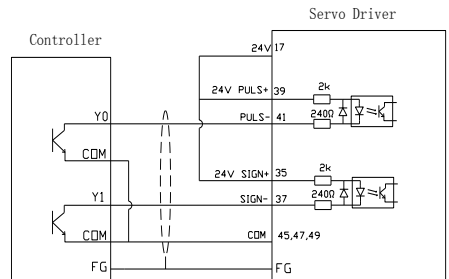 Servo Driver
Controller
24V 17
24V PULS+ 39 2k
Y0 PULS- 41 240Ω
COM
24V SIGN+ 35 2k
Y1 SIGN- 37 240Ω
COM COM 45,47,49
FG FG